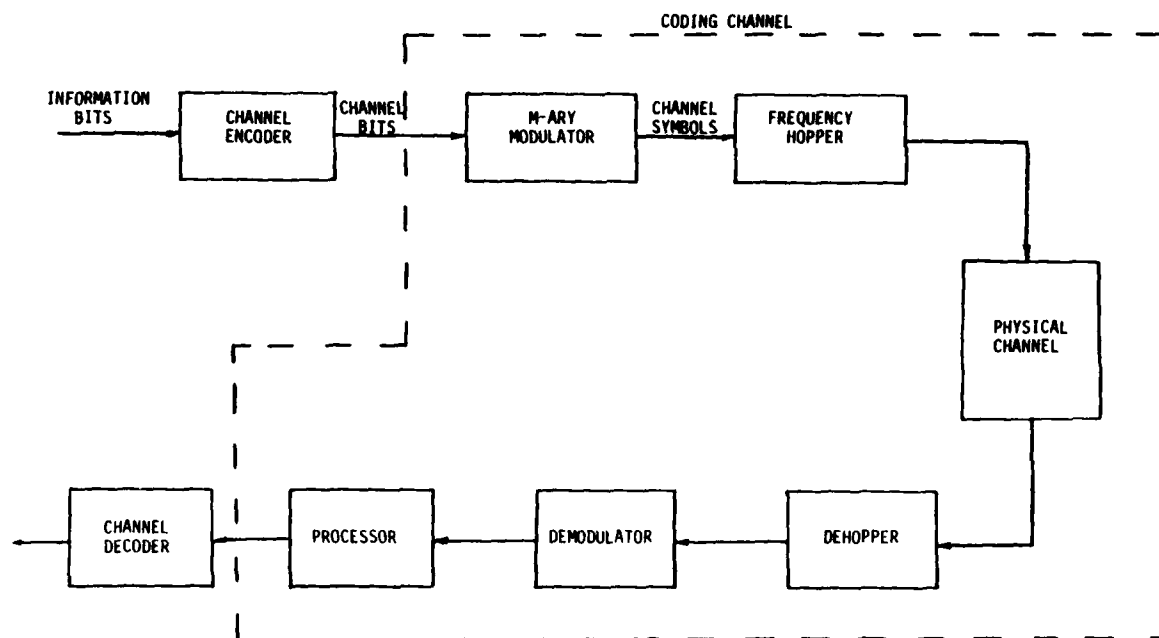 CODING CHANNEL
INFORMATION
BITS
CHANNEL
ENCODER
CHANNEL
BITS
M-ARY
MODULATOR
CHANNEL
SYMBOLS
FREQUENCY
HOPPER
PHYSICAL
CHANNEL
CHANNEL
DECODER
PROCESSOR
DEMODULATOR
DEHOPPER